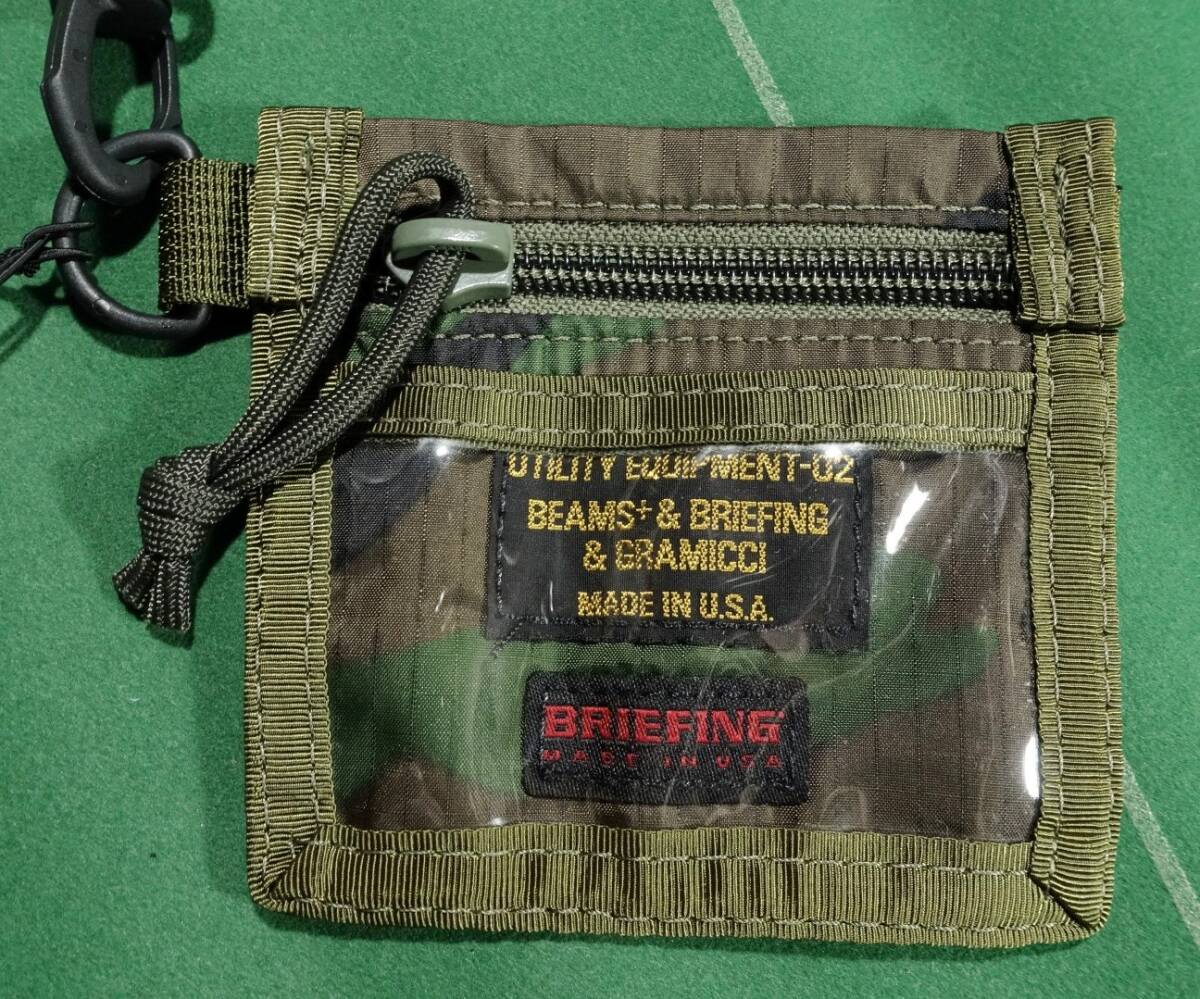 UTILITY EQUIPMENT-02
BEAMS+ & BRIEFING
& GRAMICCI
MADE IN U.S.A.
BRIEFING
MADE IN USA